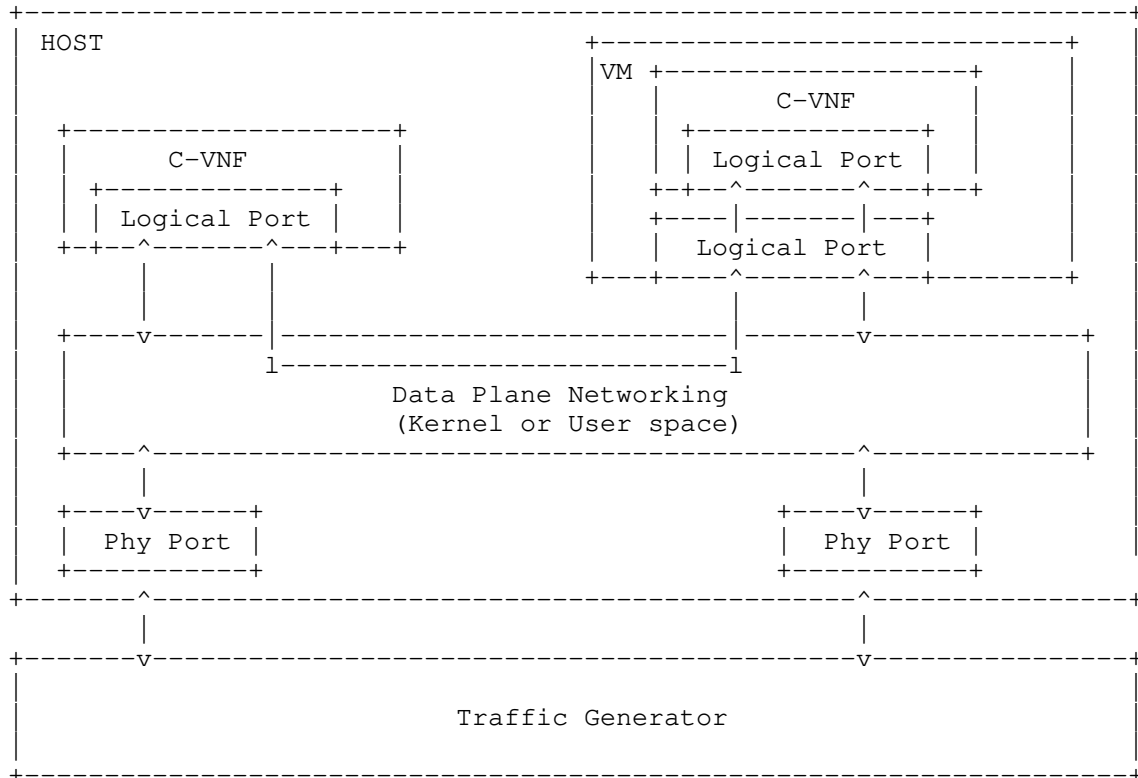 HOST
VM
C-VNF
C-VNF
Logical Port
Logical Port
Logical Port
Data Plane Networking
(Kernel or User space)
Phy Port
Phy Port
Traffic Generator